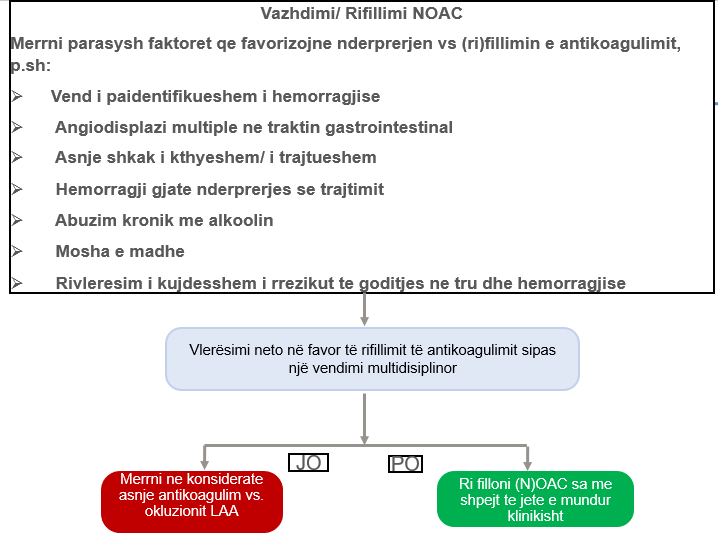 Vazhdimi/ Rifillimi NOAC
Merrni parasysh faktoret qe favorizojne nderprerjen vs (ri)fillimin e antikoagulimit,
p.sh:
➢ Vend i paidentifikueshem i hemorragjise
➢ Angiodisplazi multiple ne traktin gastrointestinal
➢ Asnje shkak i kthyeshem/ i trajtueshem
➢ Hemorragji gjate nderprerjes se trajtimit
➢ Abuzim kronik me alkoolin
➢ Mosha e madhe
➢ Rivleresim i kujdesshem i rrezikut te goditjes ne tru dhe hemorragjise
Vlerësimi neto në favor të rifillimit të antikoagulimit sipas
një vendimi multidisiplinor
JO
PO
Merrni ne konsiderate
asnje antikoagulim vs.
okluzionit LAA
Ri filloni (N)OAC sa me
shpejt te jete e mundur
klinikisht